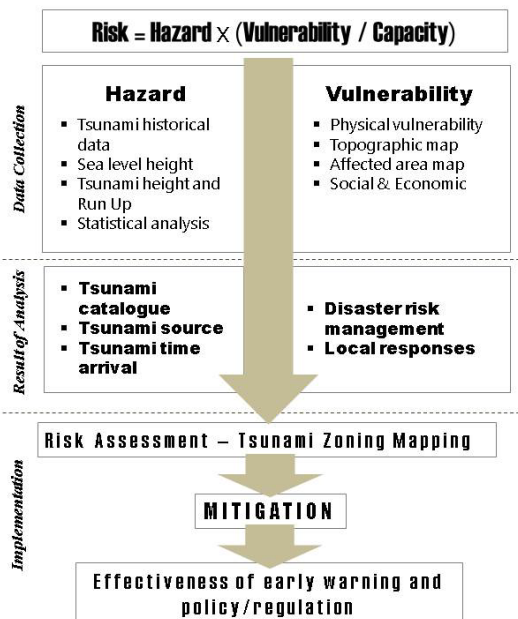 Risk = Hazard x (Vulnerability / Capacity)
Data Collection
Hazard
▪ Tsunami historical
data
▪ Sea level height
▪ Tsunami height and
Run Up
▪ Statistical analysis
Vulnerability
▪ Physical vulnerability
▪ Topographic map
▪ Affected area map
▪ Social & Economic
Result of Analysis
▪ Tsunami
catalogue
▪ Tsunami source
▪ Tsunami time
arrival
▪ Disaster risk
management
▪ Local responses
Implementation
Risk Assessment – Tsunami Zoning Mapping
MITIGATION
Effectiveness of early warning and
policy/regulation